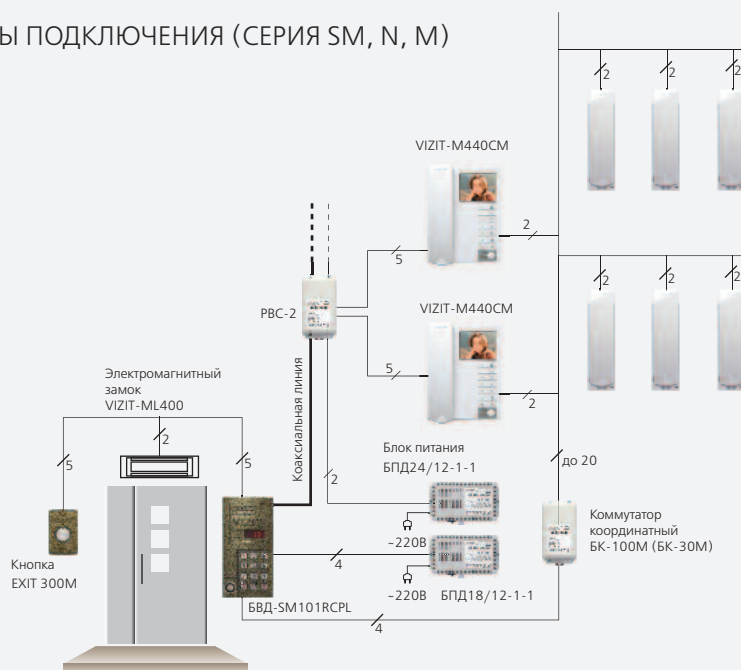 Ы ПОДКЛЮЧЕНИЯ (СЕРИЯ SM, N, M)
2
2
2
VIZIT-M440CM
2
5
РВС-2
VIZIT-M440CM
2
2
2
5
2
Электромагнитный
замок
VIZIT-ML400
Коаксиальная линия
2
5
5
Блок питания
БПД24/12-1-1
2
до 20
~220В
Коммутатор
координатный
БК-100М (БК-30М)
Кнопка
EXIT 300M
4
~220В
БПД18/12-1-1
БВД-SM101RCPL
4